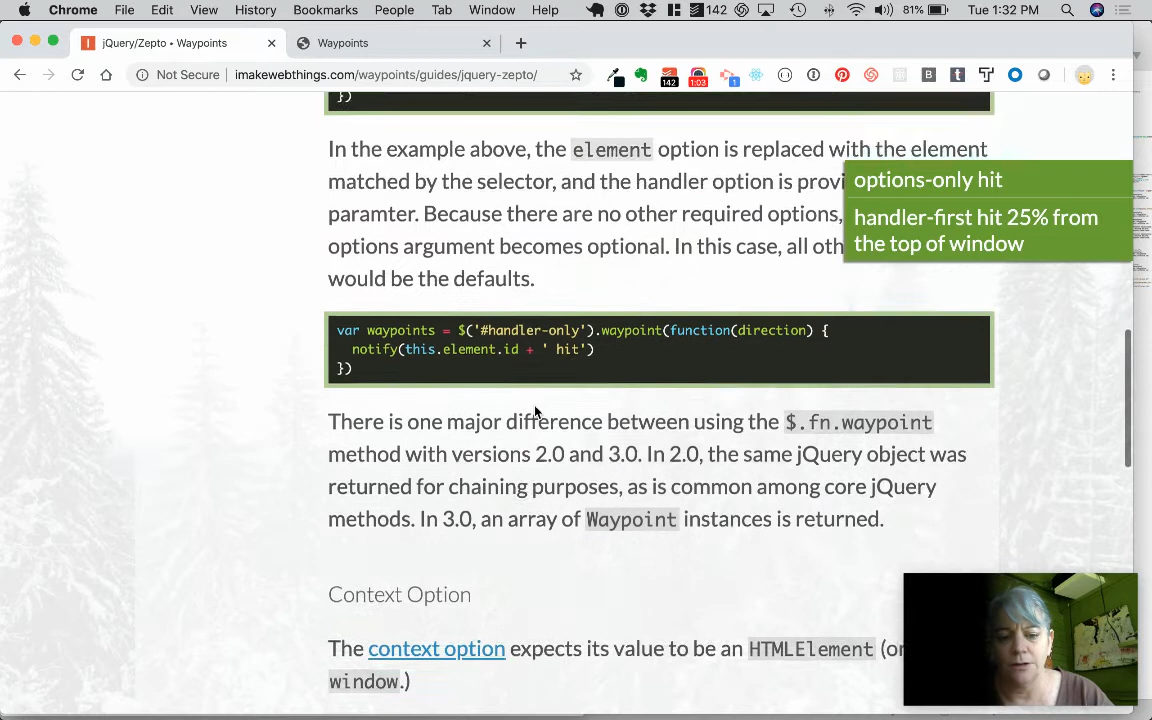 Chrome File Edit View History Bookmarks People Tab Window Help 142 81% Tue 1:32 PM
jQuery/Zepto • Waypoints
Waypoints
Not Secure imakewebthings.com/waypoints/guides/jquery-zepto/
142 1:03 1 B t
})
In the example above, the element option is replaced with the element
matched by the selector, and the handler option is provi
paramter. Because there are no other required options,
options argument becomes optional. In this case, all oth
would be the defaults.
options-only hit
handler-first hit 25% from
the top of window
var waypoints = $('#handler-only').waypoint(function(direction) {
notify(this.element.id + ' hit')
})
There is one major difference between using the $.fn.waypoint
method with versions 2.0 and 3.0. In 2.0, the same jQuery object was
returned for chaining purposes, as is common among core jQuery
methods. In 3.0, an array of Waypoint instances is returned.
Context Option
The context option expects its value to be an HTMLElement (or
window.)